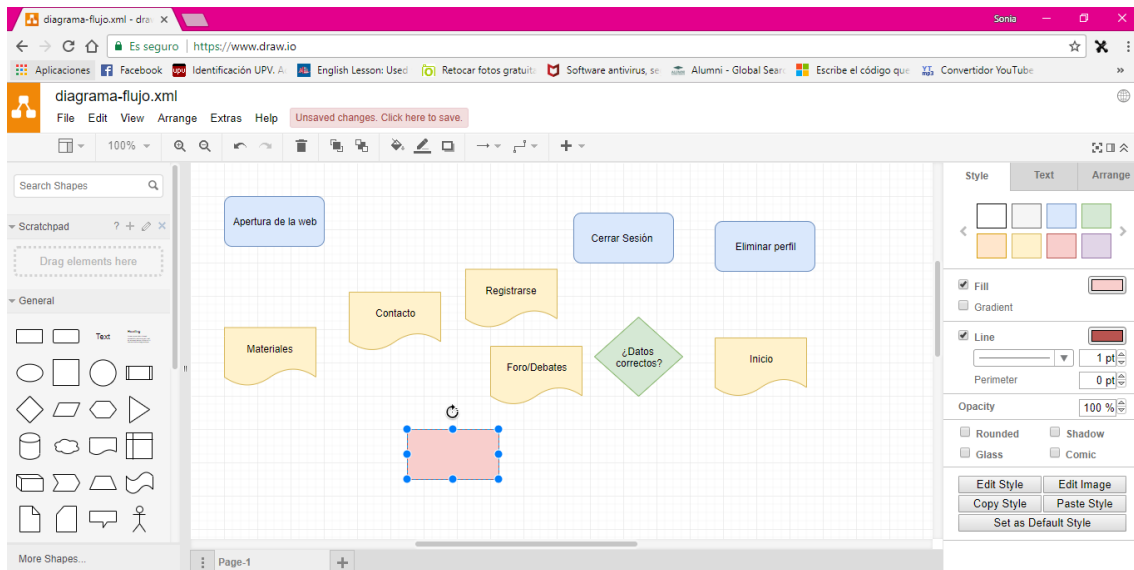 diagrama-flujo.xml - dra
Sonia
Es seguro | https://www.draw.io
Aplicaciones Facebook Identificación UPV. A English Lesson: Used Retocar fotos gratuit Software antivirus, se Alumni - Global Sear Escribe el código que Convertidor YouTube »
diagrama-flujo.xml
File Edit View Arrange Extras Help Unsaved changes. Click here to save.
100%
Search Shapes
Scratchpad ?
Drag elements here
General
Text
Heading
More Shapes...
Apertura de la web
Cerrar Sesión
Eliminar perfil
Registrarse
Contacto
Materiales
Foro/Debates
¿Datos
correctos?
Inicio
Page-1
Style Text Arrange
Fill
Gradient
Line
1 pt
Perimeter 0 pt
Opacity 100 %
Rounded Shadow
Glass Comic
Edit Style Edit Image
Copy Style Paste Style
Set as Default Style